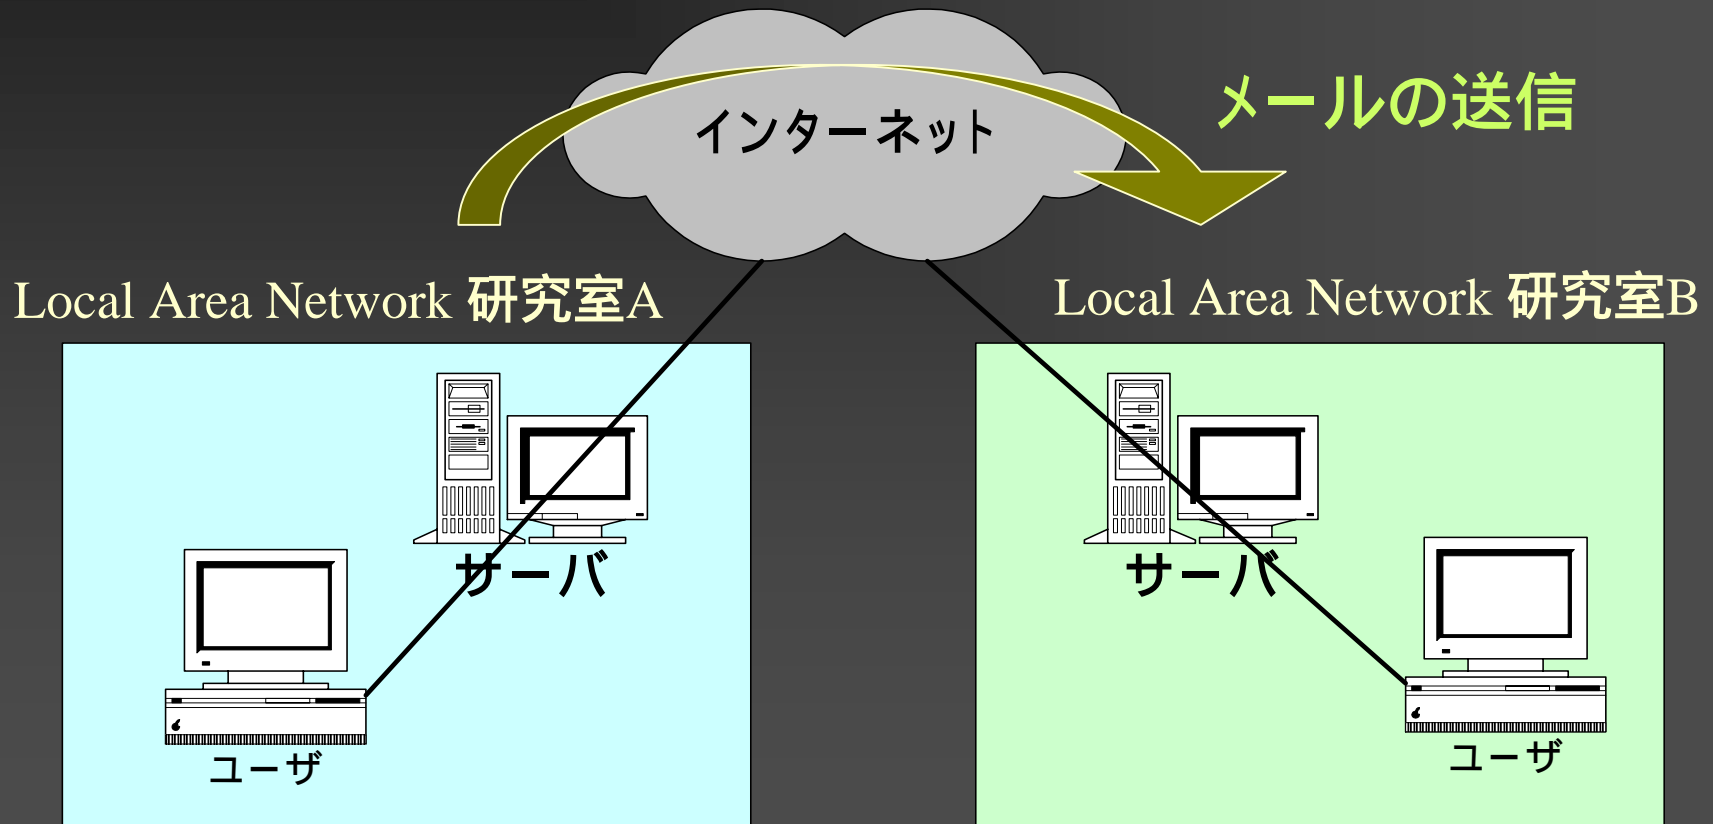 インターネット
メールの送信
Local Area Network 研究室A
Local Area Network 研究室B
サーバ
サーバ
ユーザ
ユーザ